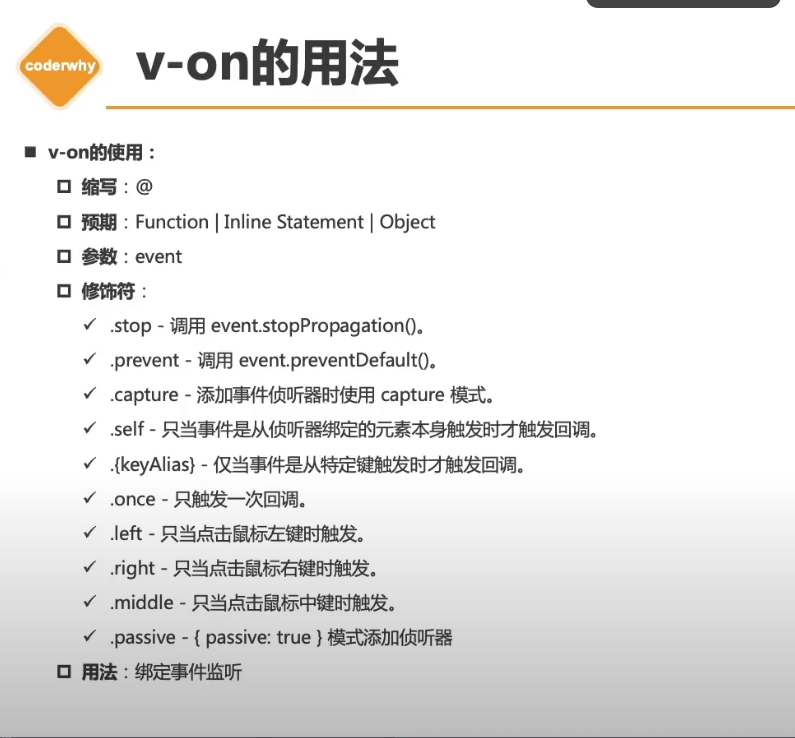 coderwhy
v-on的用法
v-on的使用：
缩写：@
预期：Function | Inline Statement | Object
参数：event
修饰符：
.stop - 调用 event.stopPropagation()。
.prevent - 调用 event.preventDefault()。
.capture - 添加事件侦听器时使用 capture 模式。
.self - 只当事件是从侦听器绑定的元素本身触发时才触发回调。
.{keyAlias} - 仅当事件是从特定键触发时才触发回调。
.once - 只触发一次回调。
.left - 只当点击鼠标左键时触发。
.right - 只当点击鼠标右键时触发。
.middle - 只当点击鼠标中键时触发。
.passive - { passive: true } 模式添加侦听器
用法：绑定事件监听